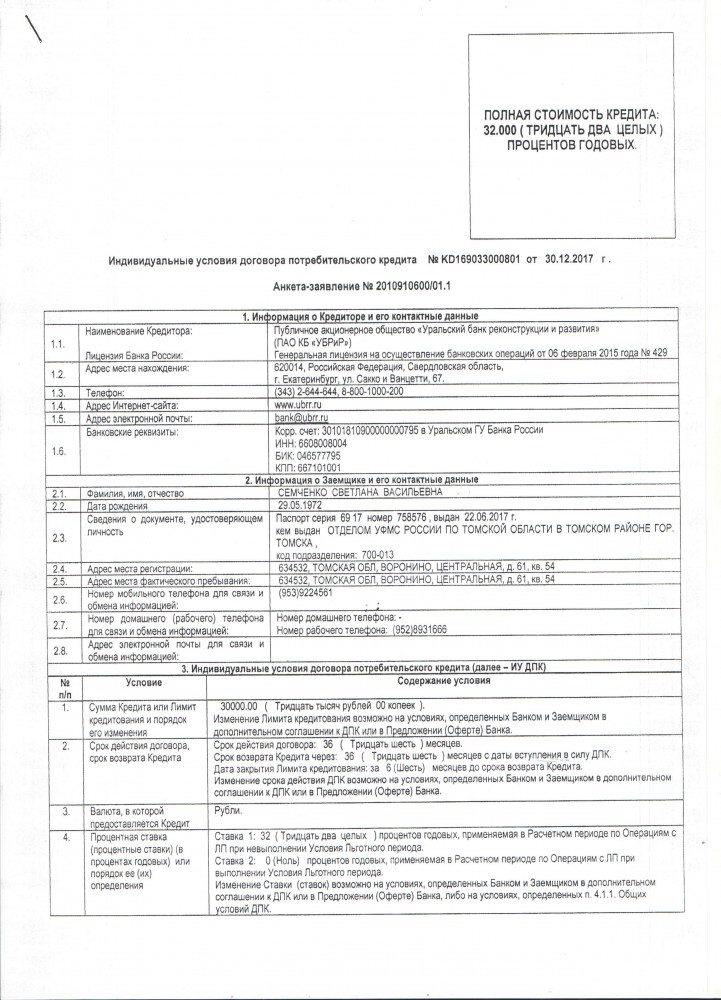 ПОЛНАЯ СТОИМОСТЬ КРЕДИТА:
32.000 ( ТРИДЦАТЬ ДВА ЦЕЛЫХ )
ПРОЦЕНТОВ ГОДОВЫХ.
Индивидуальные условия договора потребительского кредита № KD169033000801 от 30.12.2017 г .
Анкета-заявление № 2010910600/01.1
1. Информация о Кредиторе и его контактные данные
1.1.
Наименование Кредитора:
Лицензия Банка России:
Публичное акционерное общество «Уральский банк реконструкции и развития»
(ПАО КБ «УБРиР»)
Генеральная лицензия на осуществление банковских операций от 06 февраля 2015 года № 429
1.2.
Адрес места нахождения:
620014, Российская Федерация, Свердловская область,
г. Екатеринбург, ул. Сакко и Ванцетти, 67.
1.3.
Телефон:
(343) 2-644-644, 8-800-1000-200
1.4.
Адрес Интернет-сайта:
www.ubrr.ru
1.5.
Адрес электронной почты:
bank@ubrr.ru
1.6.
Банковские реквизиты:
Корр. счет: 30101810900000000795 в Уральском ГУ Банка России
ИНН: 6608008004
БИК: 046577795
КПП: 667101001
2. Информация о Заемщике и его контактные данные
2.1.
Фамилия, имя, отчество
СЕМЧЕНКО СВЕТЛАНА ВАСИЛЬЕВНА
2.2.
Дата рождения
29.05.1972
2.3.
Сведения о документе, удостоверяющем
личность
Паспорт серия 69 17 номер 758576 , выдан 22.06.2017 г.
кем выдан ОТДЕЛОМ УФМС РОССИИ ПО ТОМСКОЙ ОБЛАСТИ В ТОМСКОМ РАЙОНЕ ГОР.
ТОМСКА ,
код подразделения: 700-013
2.4.
Адрес места регистрации:
634532, ТОМСКАЯ ОБЛ, ВОРОНИНО, ЦЕНТРАЛЬНАЯ, д. 61, кв. 54
2.5.
Адрес места фактического пребывания:
634532, ТОМСКАЯ ОБЛ, ВОРОНИНО, ЦЕНТРАЛЬНАЯ, д. 61, кв. 54
2.6.
Номер мобильного телефона для связи и
обмена информацией:
(953)9224561
2.7.
Номер домашнего (рабочего) телефона
для связи и обмена информацией:
Номер домашнего телефона: -
Номер рабочего телефона: (952)8931666
2.8.
Адрес электронной почты для связи и
обмена информацией:
3. Индивидуальные условия договора потребительского кредита (далее – ИУ ДПК)
№
п/п
Условие
Содержание условия
1.
Сумма Кредита или Лимит
кредитования и порядок
его изменения
30000.00 ( Тридцать тысяч рублей 00 копеек ).
Изменение Лимита кредитования возможно на условиях, определенных Банком и Заемщиком в
дополнительном соглашении к ДПК или в Предложении (Оферте) Банка.
2.
Срок действия договора,
срок возврата Кредита
Срок действия договора: 36 ( Тридцать шесть ) месяцев.
Срок возврата Кредита через: 36 ( Тридцать шесть ) месяцев с даты вступления в силу ДПК.
Дата закрытия Лимита кредитования: за 6 (Шесть) месяцев до срока возврата Кредита.
Изменение срока действия ДПК возможно на условиях, определенных Банком и Заемщиком в дополнительном
соглашении к ДПК или в Предложении (Оферте) Банка.
3.
Валюта, в которой
предоставляется Кредит
Рубли.
4.
Процентная ставка
(процентные ставки) (в
процентах годовых) или
порядок ее (их)
определения
Ставка 1: 32 ( Тридцать два целых ) процентов годовых, применяемая в Расчетном периоде по Операциям с
ЛП при невыполнении Условия Льготного периода.
Ставка 2: 0 (Ноль) процентов годовых, применяемая в Расчетном периоде по Операциям с ЛП при
выполнении Условия Льготного периода.
Изменение Ставки (ставок) возможно на условиях, определенных Банком и Заемщиком в дополнительном
соглашении к ДПК или в Предложении (Оферте) Банка, либо на условиях, определенных п. 4.1.1. Общих
условий ДПК.